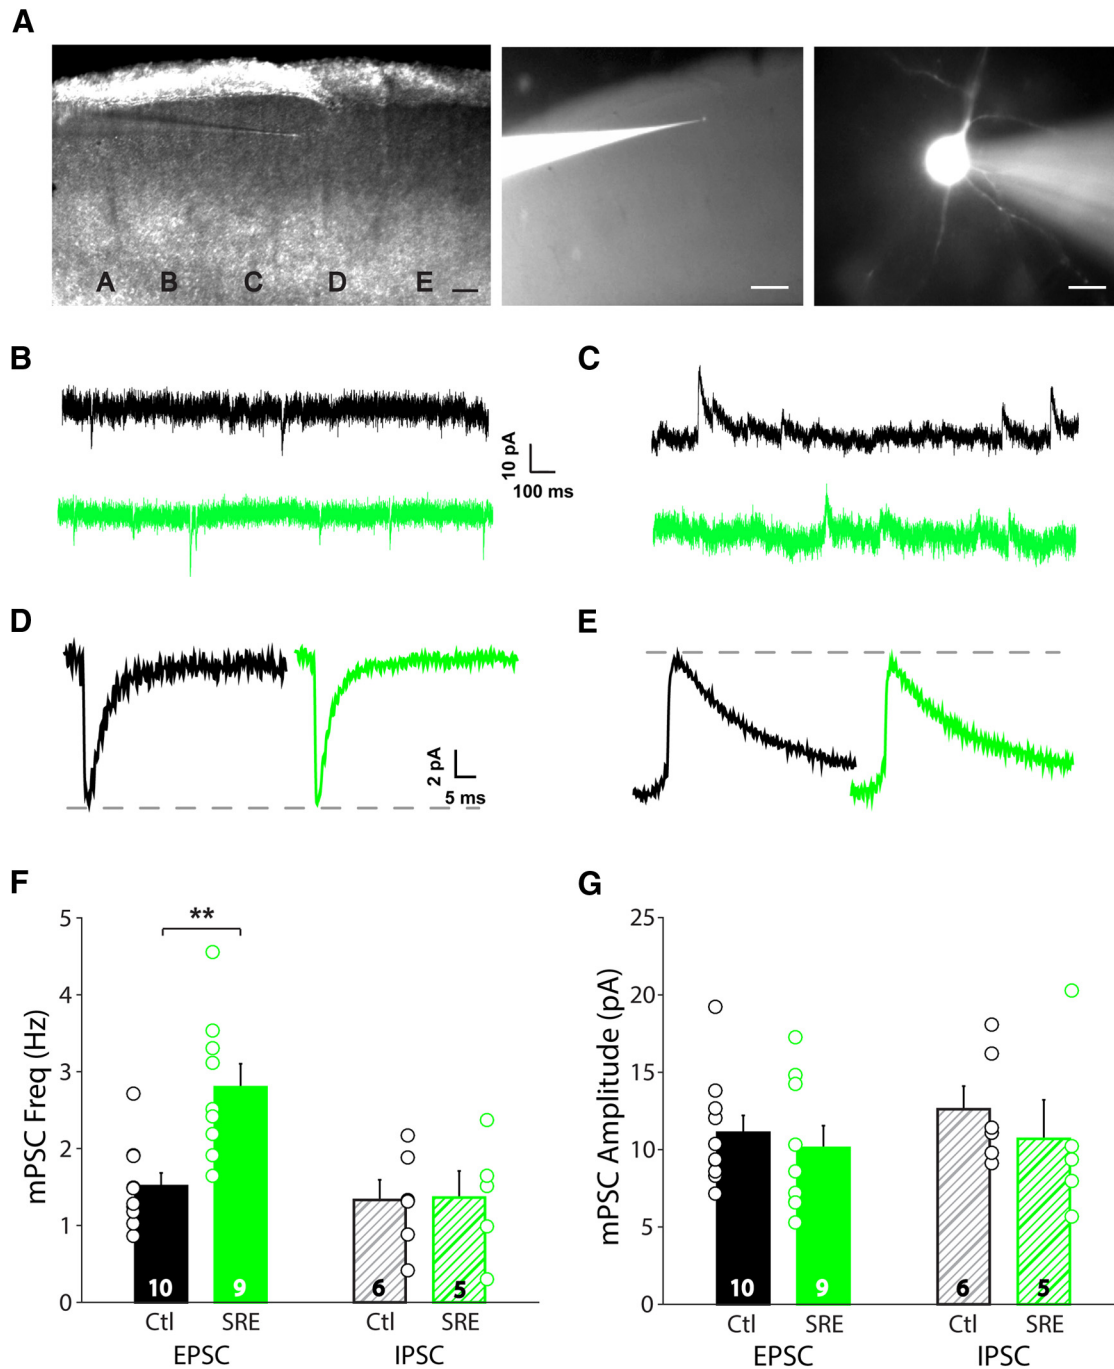 A
A B C D E
B
C
10 pA
100 ms
D
E
2 pA
5 ms
F
G
mPSC Freq (Hz)
5
4
3
2
1
0
**
10
9
6
5
Ctl
SRE
Ctl
SRE
EPSC
IPSC
mPSC Amplitude (pA)
25
20
15
10
5
0
10
9
6
5
Ctl
SRE
Ctl
SRE
EPSC
IPSC